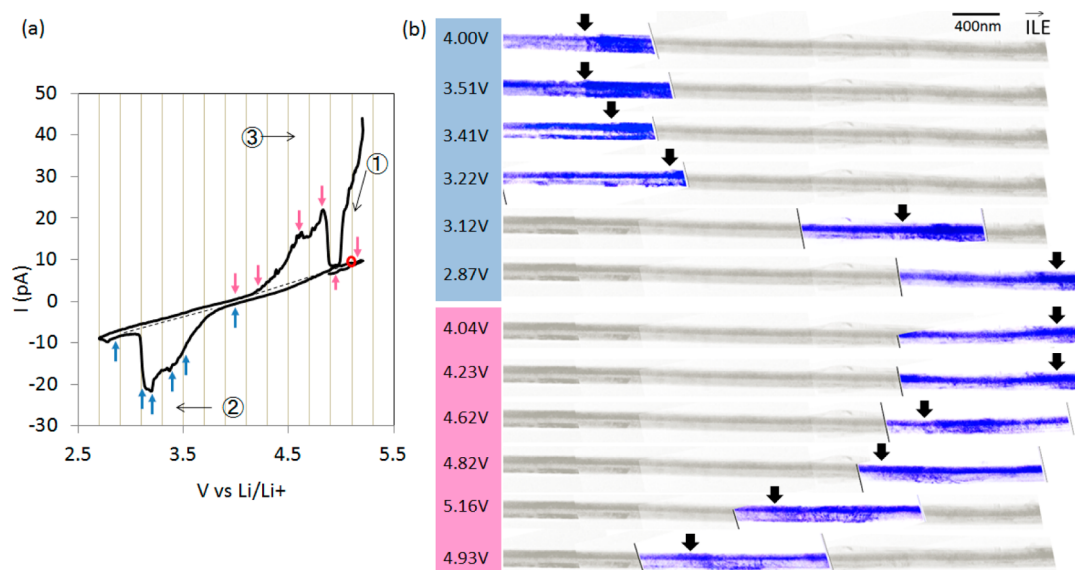 (a)
50
40
30
20
10
0
-10
-20
-30
I (pA)
③
①
②
2.5 3.5 4.5 5.5
V vs Li/Li+
(b)
400nm
ILE
4.00V
3.51V
3.41V
3.22V
3.12V
2.87V
4.04V
4.23V
4.62V
4.82V
5.16V
4.93V